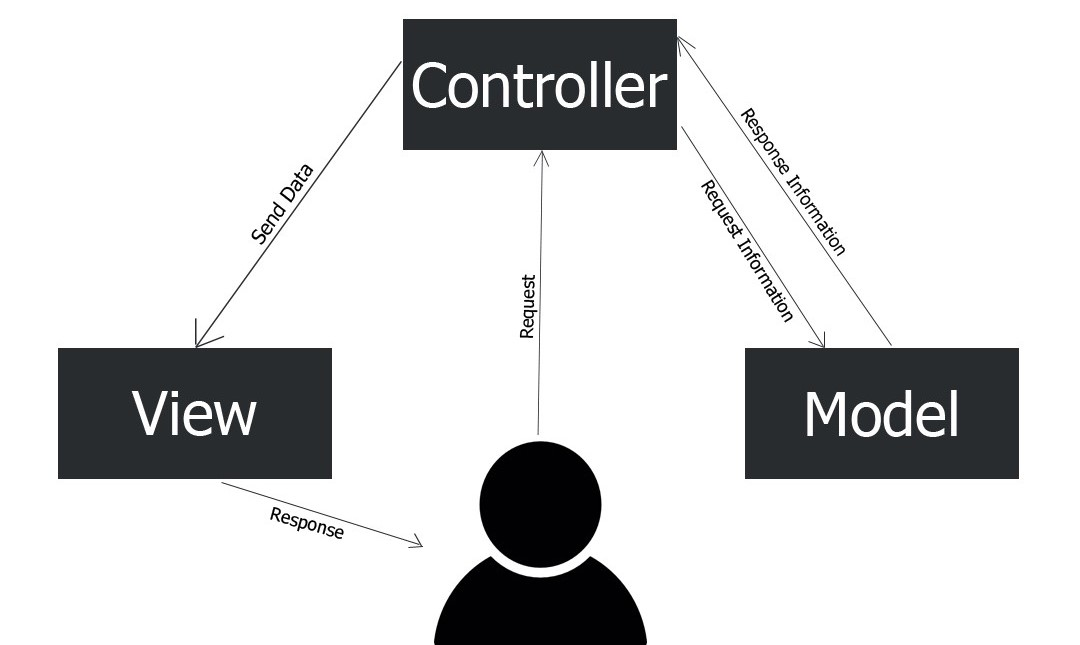 Controller
Send Data
Request
Request Information
Response Information
View
Model
Response